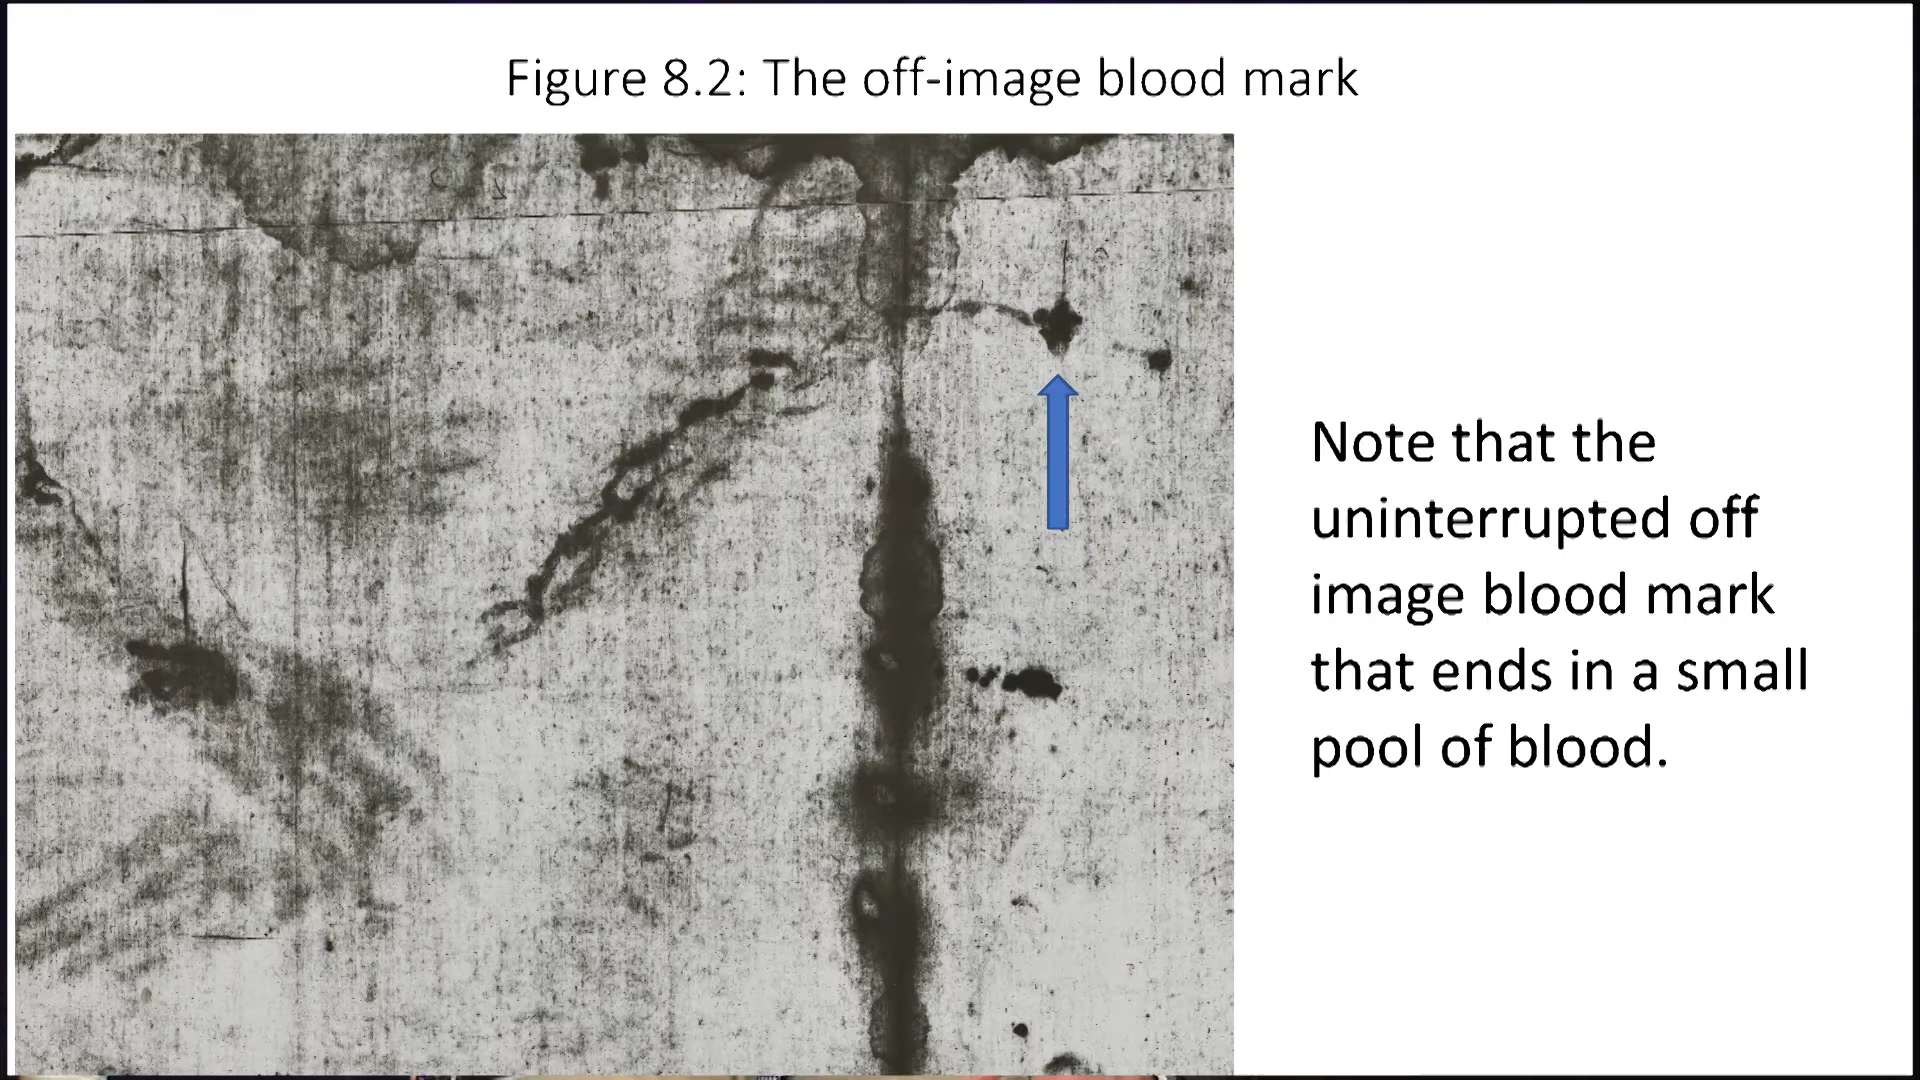 Figure 8.2: The off-image blood mark
Note that the
uninterrupted off
image blood mark
that ends in a small
pool of blood.